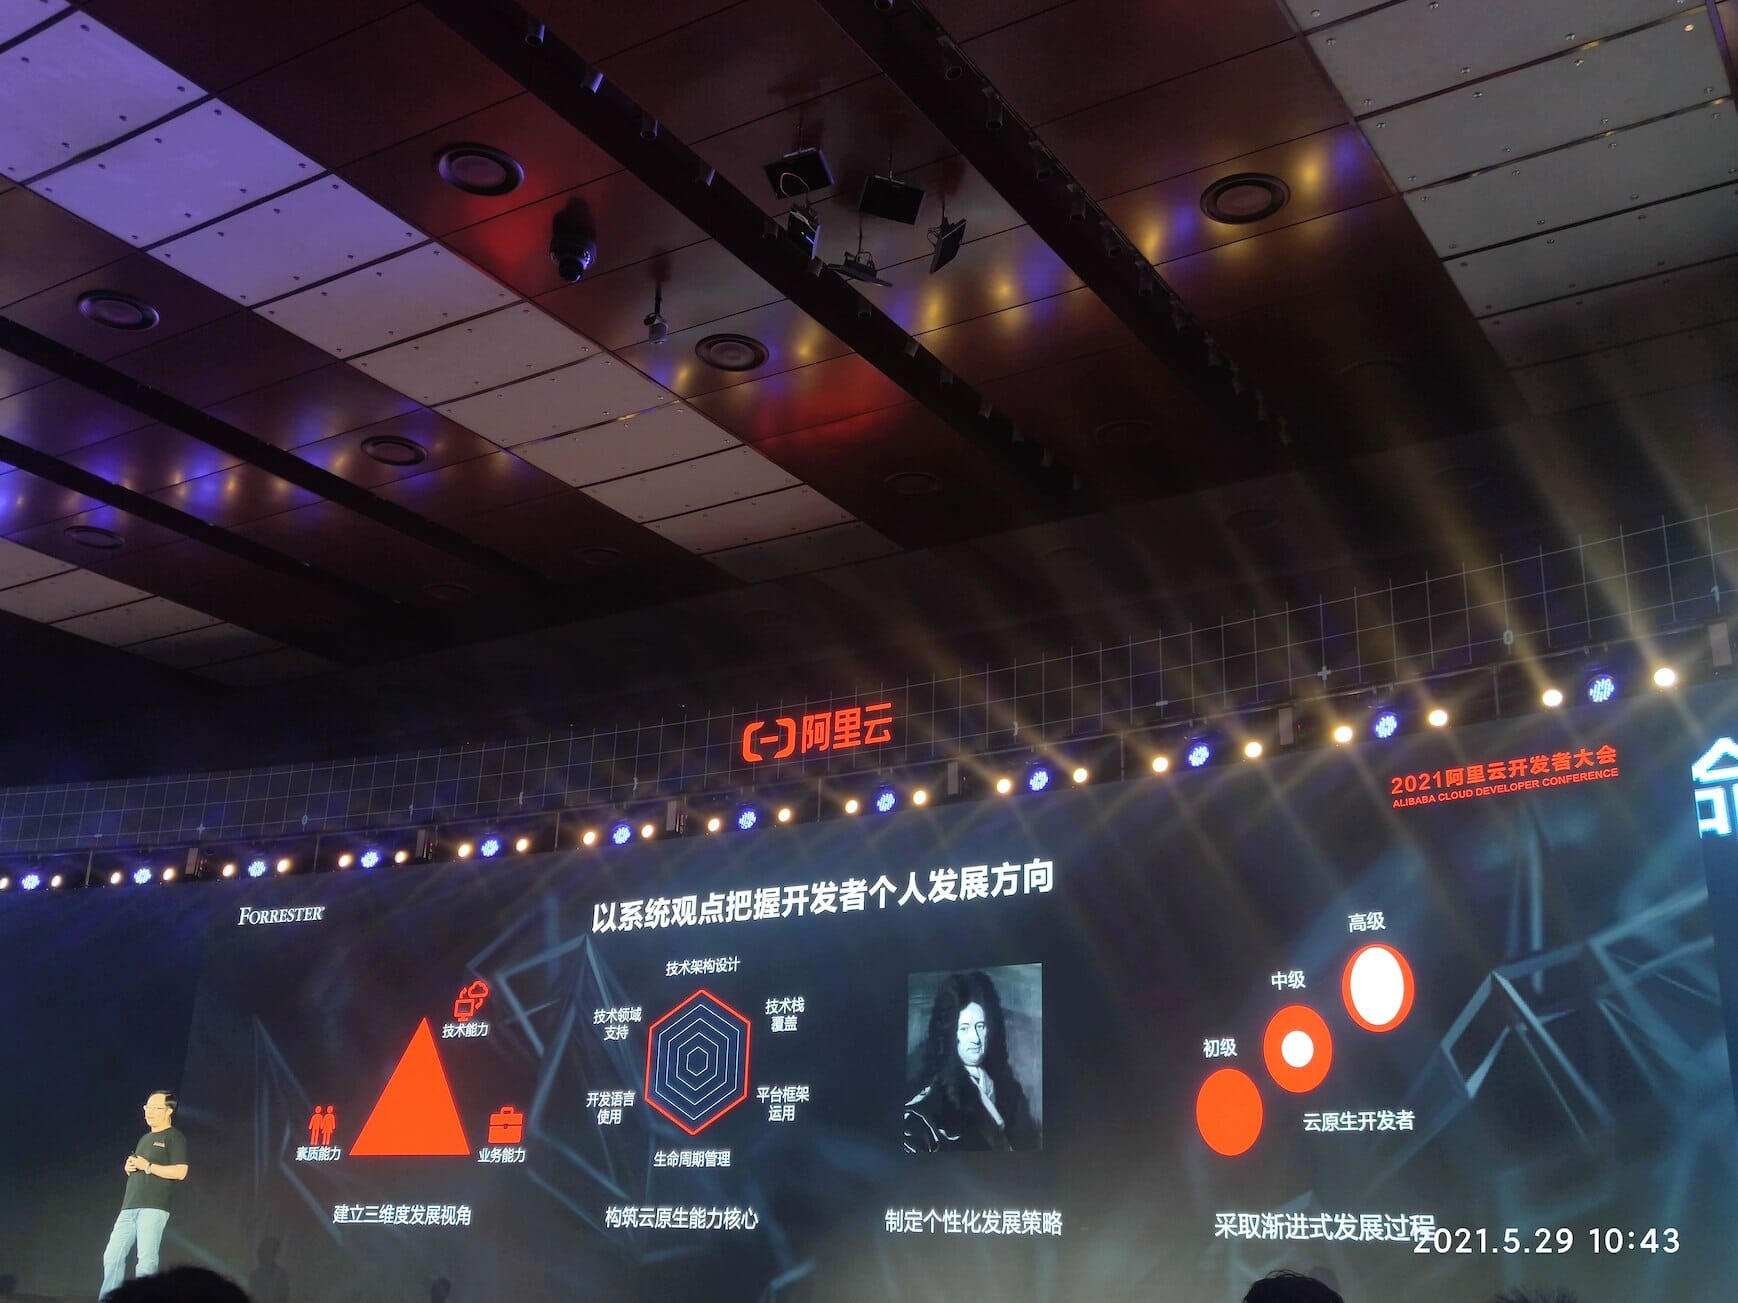 阿里云
2021阿里云开发者大会
ALIBABA CLOUD DEVELOPER CONFERENCE
命
FORRESTER
以系统观点把握开发者个人发展方向
技术能力
素质能力
业务能力
建立三维度发展视角
技术架构设计
技术领域
支持
技术栈
覆盖
开发语言
使用
平台框架
运用
生命周期管理
构筑云原生能力核心
制定个性化发展策略
高级
中级
初级
云原生开发者
采取渐进式发展过程
2021.5.29 10:43